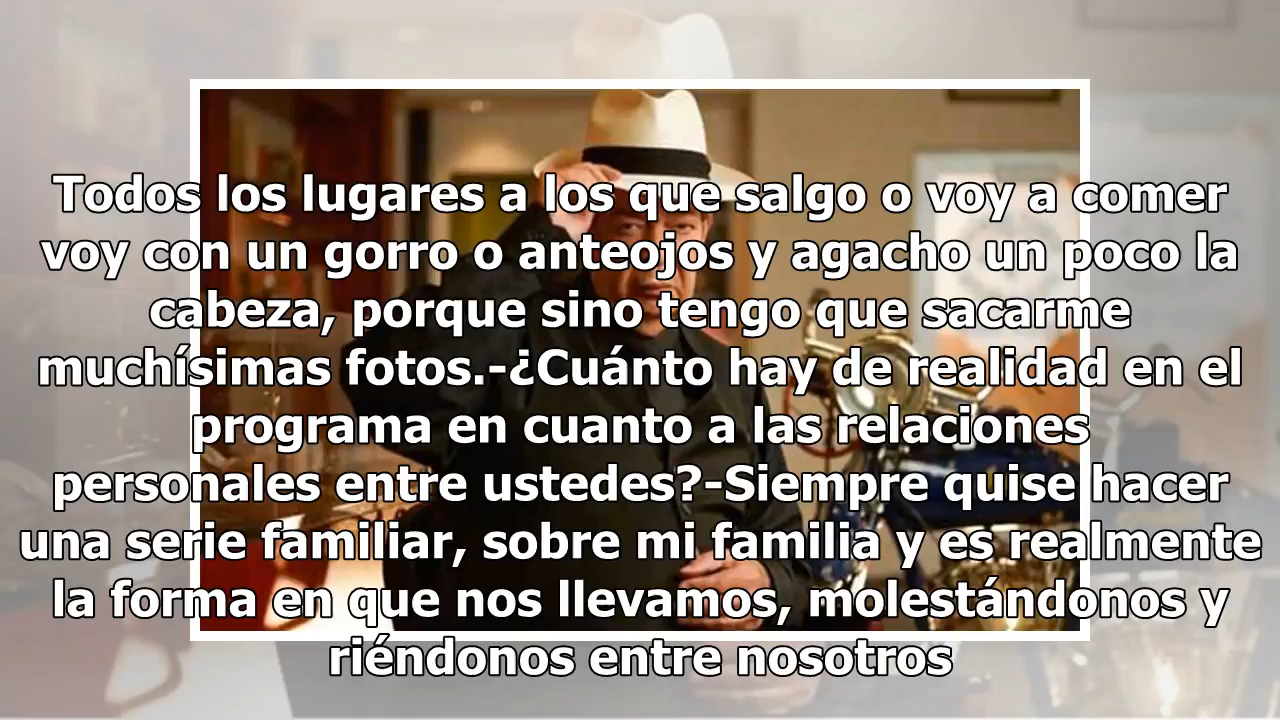 Todos los lugares a los que salgo o voy a comer
voy con un gorro o anteojos y agacho un poco la
cabeza, porque sino tengo que sacarme
muchísimas fotos.-¿Cuánto hay de realidad en el
programa en cuanto a las relaciones
personales entre ustedes?-Siempre quise hacer
una serie familiar, sobre mi familia y es realmente
la forma en que nos llevamos, molestándonos y
riéndonos entre nosotros